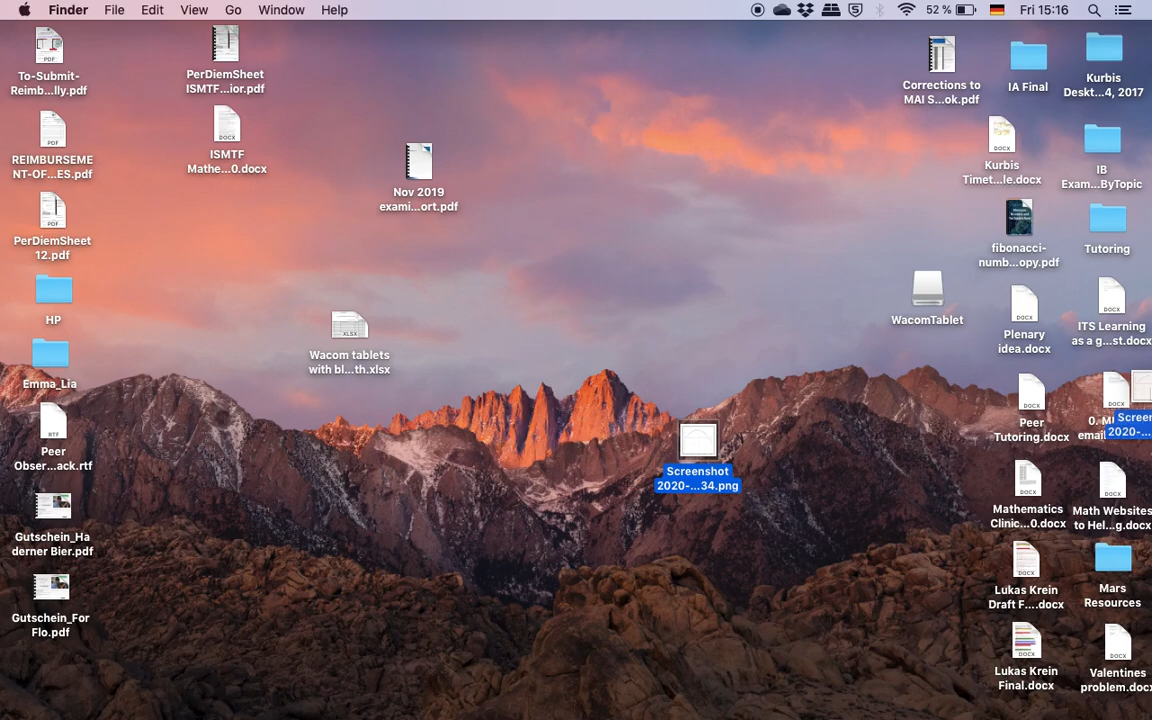 Finder File Edit View Go Window Help 52 % Fri 15:16
To-Submit-
Reimb...lly.pdf
PerDiemSheet
ISMTF...ior.pdf
Corrections to
MAI S...ok.pdf
IA Final
Kurbis
Deskt...4, 2017
REIMBURSEME
NT-OF...ES.pdf
ISMTF
Mathe...0.docx
Nov 2019
exami...ort.pdf
Kurbis
Timet...le.docx
IB
Exam...ByTopic
PerDiemSheet
12.pdf
fibonacci-
numb...opy.pdf
Tutoring
HP
Wacom tablets
with bl...th.xlsx
WacomTablet
Plenary
idea.docx
ITS Learning
as a g...st.docx
Emma_Lia
Peer
Obser...ack.rtf
Screenshot
2020-...34.png
Peer
Tutoring.docx
email
Screen
2020-...
Gutschein_Ha
derner Bier.pdf
Mathematics
Clinic...0.docx
Math Websites
to Hel...g.docx
Gutschein_For
Flo.pdf
Lukas Krein
Draft F....docx
Mars
Resources
Lukas Krein
Final.docx
Valentines
problem.docx